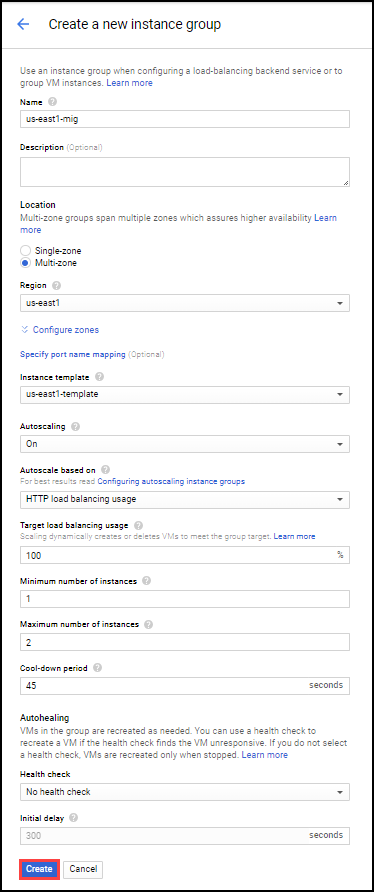 Create a new instance group
Use an instance group when configuring a load-balancing backend service or to
group VM instances. Learn more
Name
us-east1-mig
Description (Optional)
Location
Multi-zone groups span multiple zones which assures higher availability Learn
more
Single-zone
Multi-zone
Region
us-east1
Configure zones
Specify port name mapping (Optional)
Instance template
us-east1-template
Autoscaling
On
Autoscale based on
For best results read Configuring autoscaling instance groups
HTTP load balancing usage
Target load balancing usage
Scaling dynamically creates or deletes VMs to meet the group target. Learn more
100 %
Minimum number of instances
1
Maximum number of instances
2
Cool-down period
45 seconds
Autohealing
VMs in the group are recreated as needed. You can use a health check to
recreate a VM if the health check finds the VM unresponsive. If you do not select
a health check, VMs are recreated only when stopped. Learn more
Health check
No health check
Initial delay
300 seconds
Create Cancel